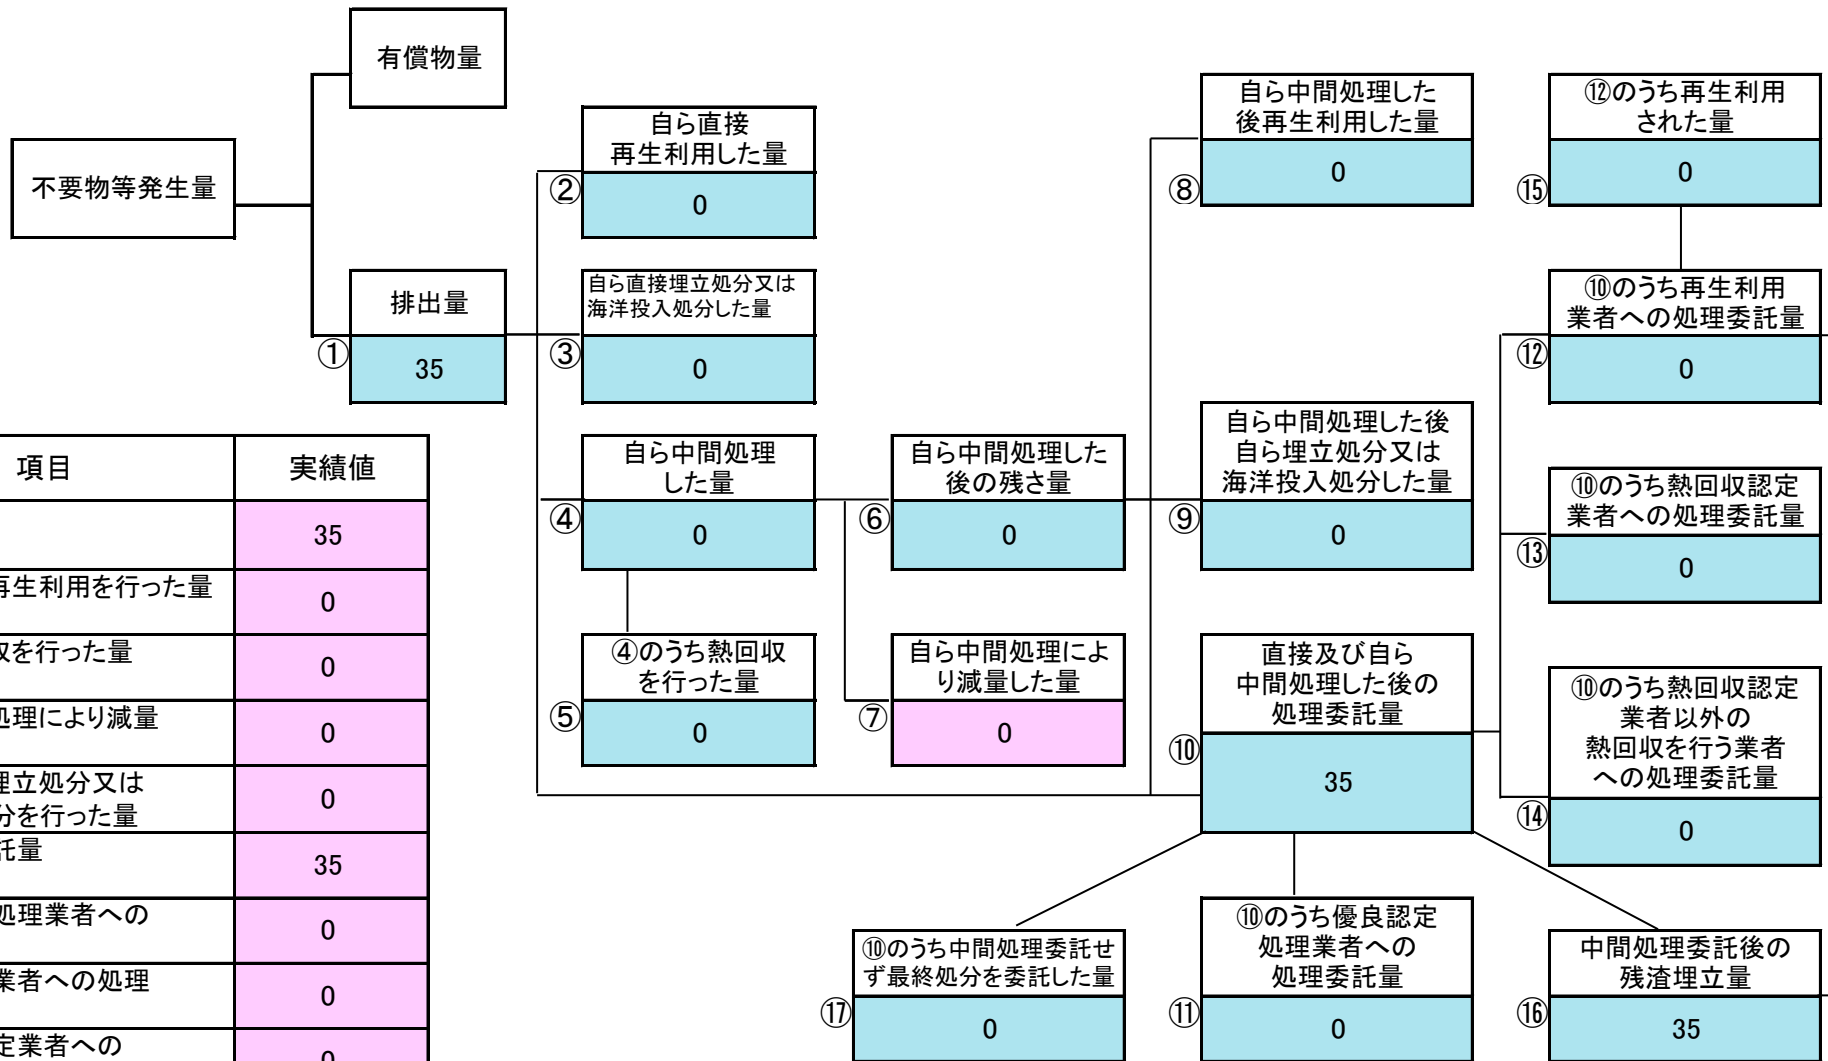 有償物量
不要物等発生量
排出量
①
35
自ら直接
再生利用した量
②
0
自ら直接埋立処分又は
海洋投入処分した量
③
0
自ら中間処理
した量
④
0
④のうち熱回収
を行った量
⑤
0
自ら中間処理した
後の残さ量
⑥
0
自ら中間処理によ
り減量した量
⑦
0
自ら中間処理した
後再生利用した量
⑧
0
自ら中間処理した後
自ら埋立処分又は
海洋投入処分した量
⑨
0
直接及び自ら
中間処理した後の
処理委託量
⑩
35
⑫のうち再生利用
された量
⑮
0
⑩のうち再生利用
業者への処理委託量
⑫
0
⑩のうち熱回収認定
業者への処理委託量
⑬
0
⑩のうち熱回収認定
業者以外の
熱回収を行う業者
への処理委託量
⑭
0
⑩のうち中間処理委託せ
ず最終処分を委託した量
⑰
0
⑩のうち優良認定
処理業者への
処理委託量
⑪
0
中間処理委託後の
残渣埋立量
⑯
35
項目 実績値
35
再生利用を行った量
0
収を行った量
0
処理により減量
0
埋立処分又は
分を行った量
0
託量
35
処理業者への
0
業者への処理
0
定業者への
0